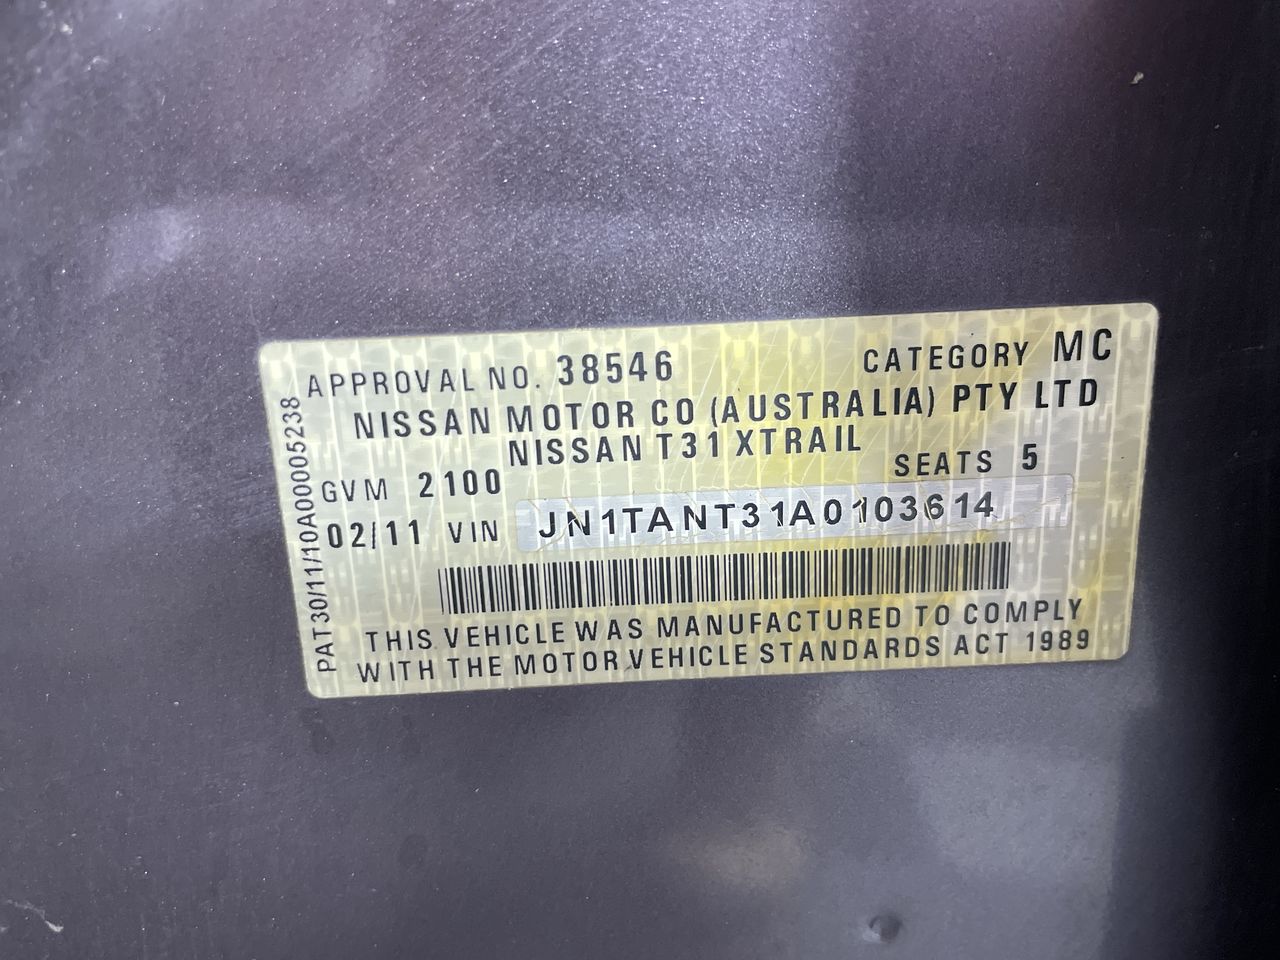 APPROVAL NO. 38546 CATEGORY MC
NISSAN MOTOR CO (AUSTRALIA) PTY LTD
NISSAN T31 XTRAIL
GVM 2100 SEATS 5
02/11 VIN JN1TANT31A0103614
THIS VEHICLE WAS MANUFACTURED TO COMPLY
WITH THE MOTOR VEHICLE STANDARDS ACT 1989
PAT30/11/10A00005238